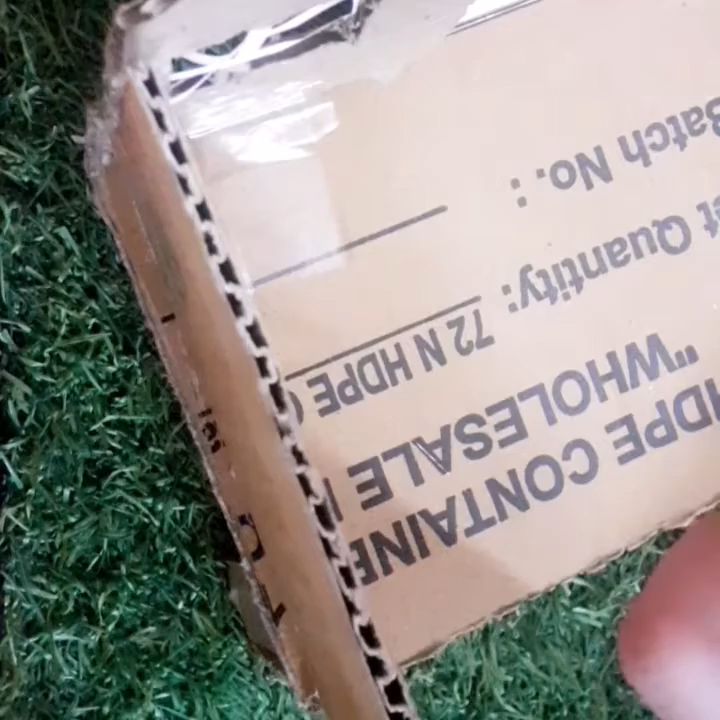 HDPE CONTAINE
"WHOLESALE
t Quantity: 72 N HDPE
Batch No. :